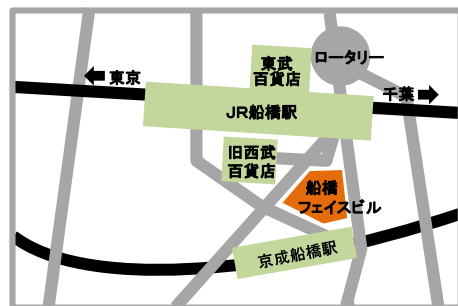 東武
百貨店
ロータリー
東京
千葉
JR船橋駅
旧西武
百貨店
船橋
フェイスビル
京成船橋駅